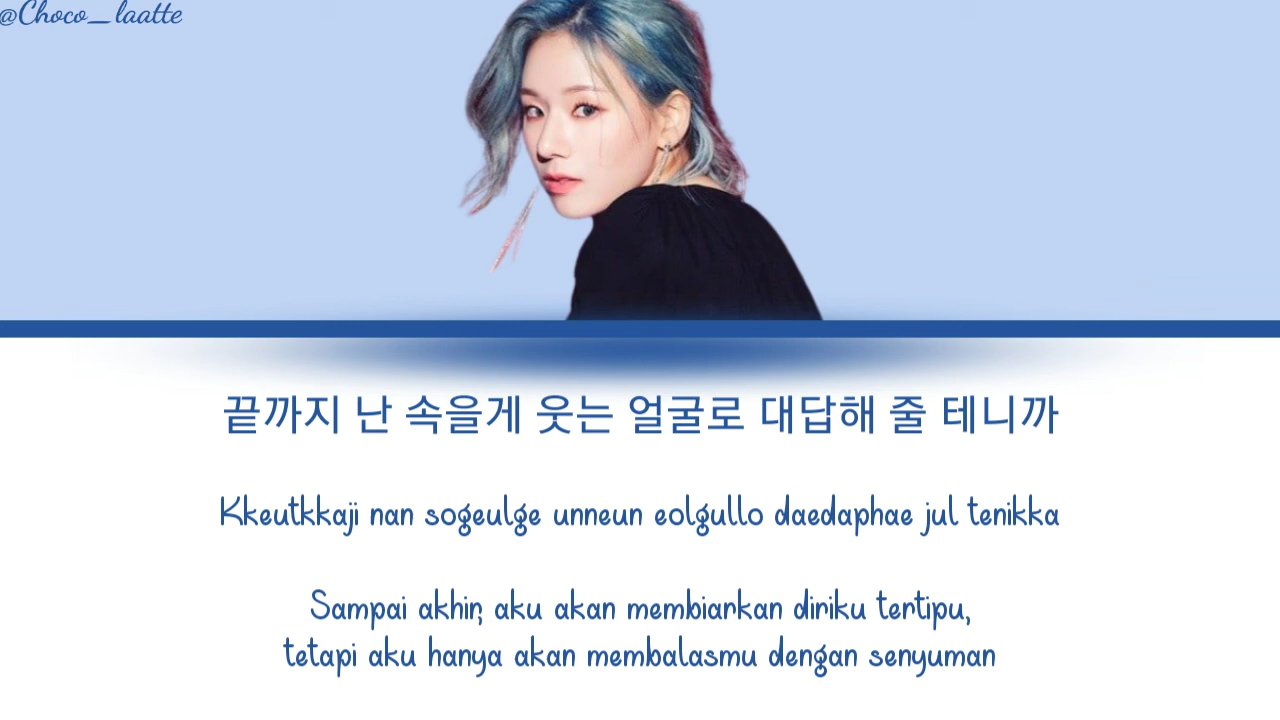 @Choco_laatte
끝까지 난 속을게 웃는 얼굴로 대답해 줄 테니까
Kkeutkkaji nan sogeulge unneun eolgullo daedaphae jul tenikka
Sampai akhir, aku akan membiarkan diriku tertipu,
tetapi aku hanya akan membalasmu dengan senyuman